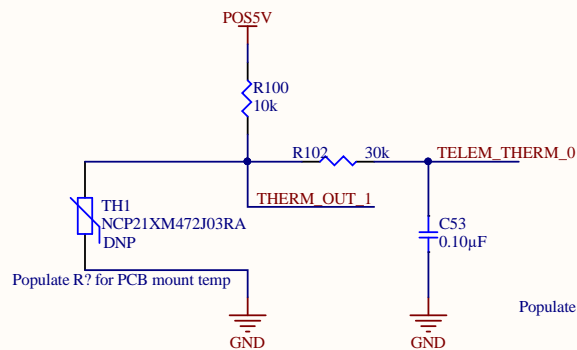 POS5V
R100
10k
R102 30k
TELEM_THERM_0
THERM_OUT_1
TH1
NCP21XM472J03RA
DNP
C53
0.10µF
Populate R? for PCB mount temp
Populate
GND
GND